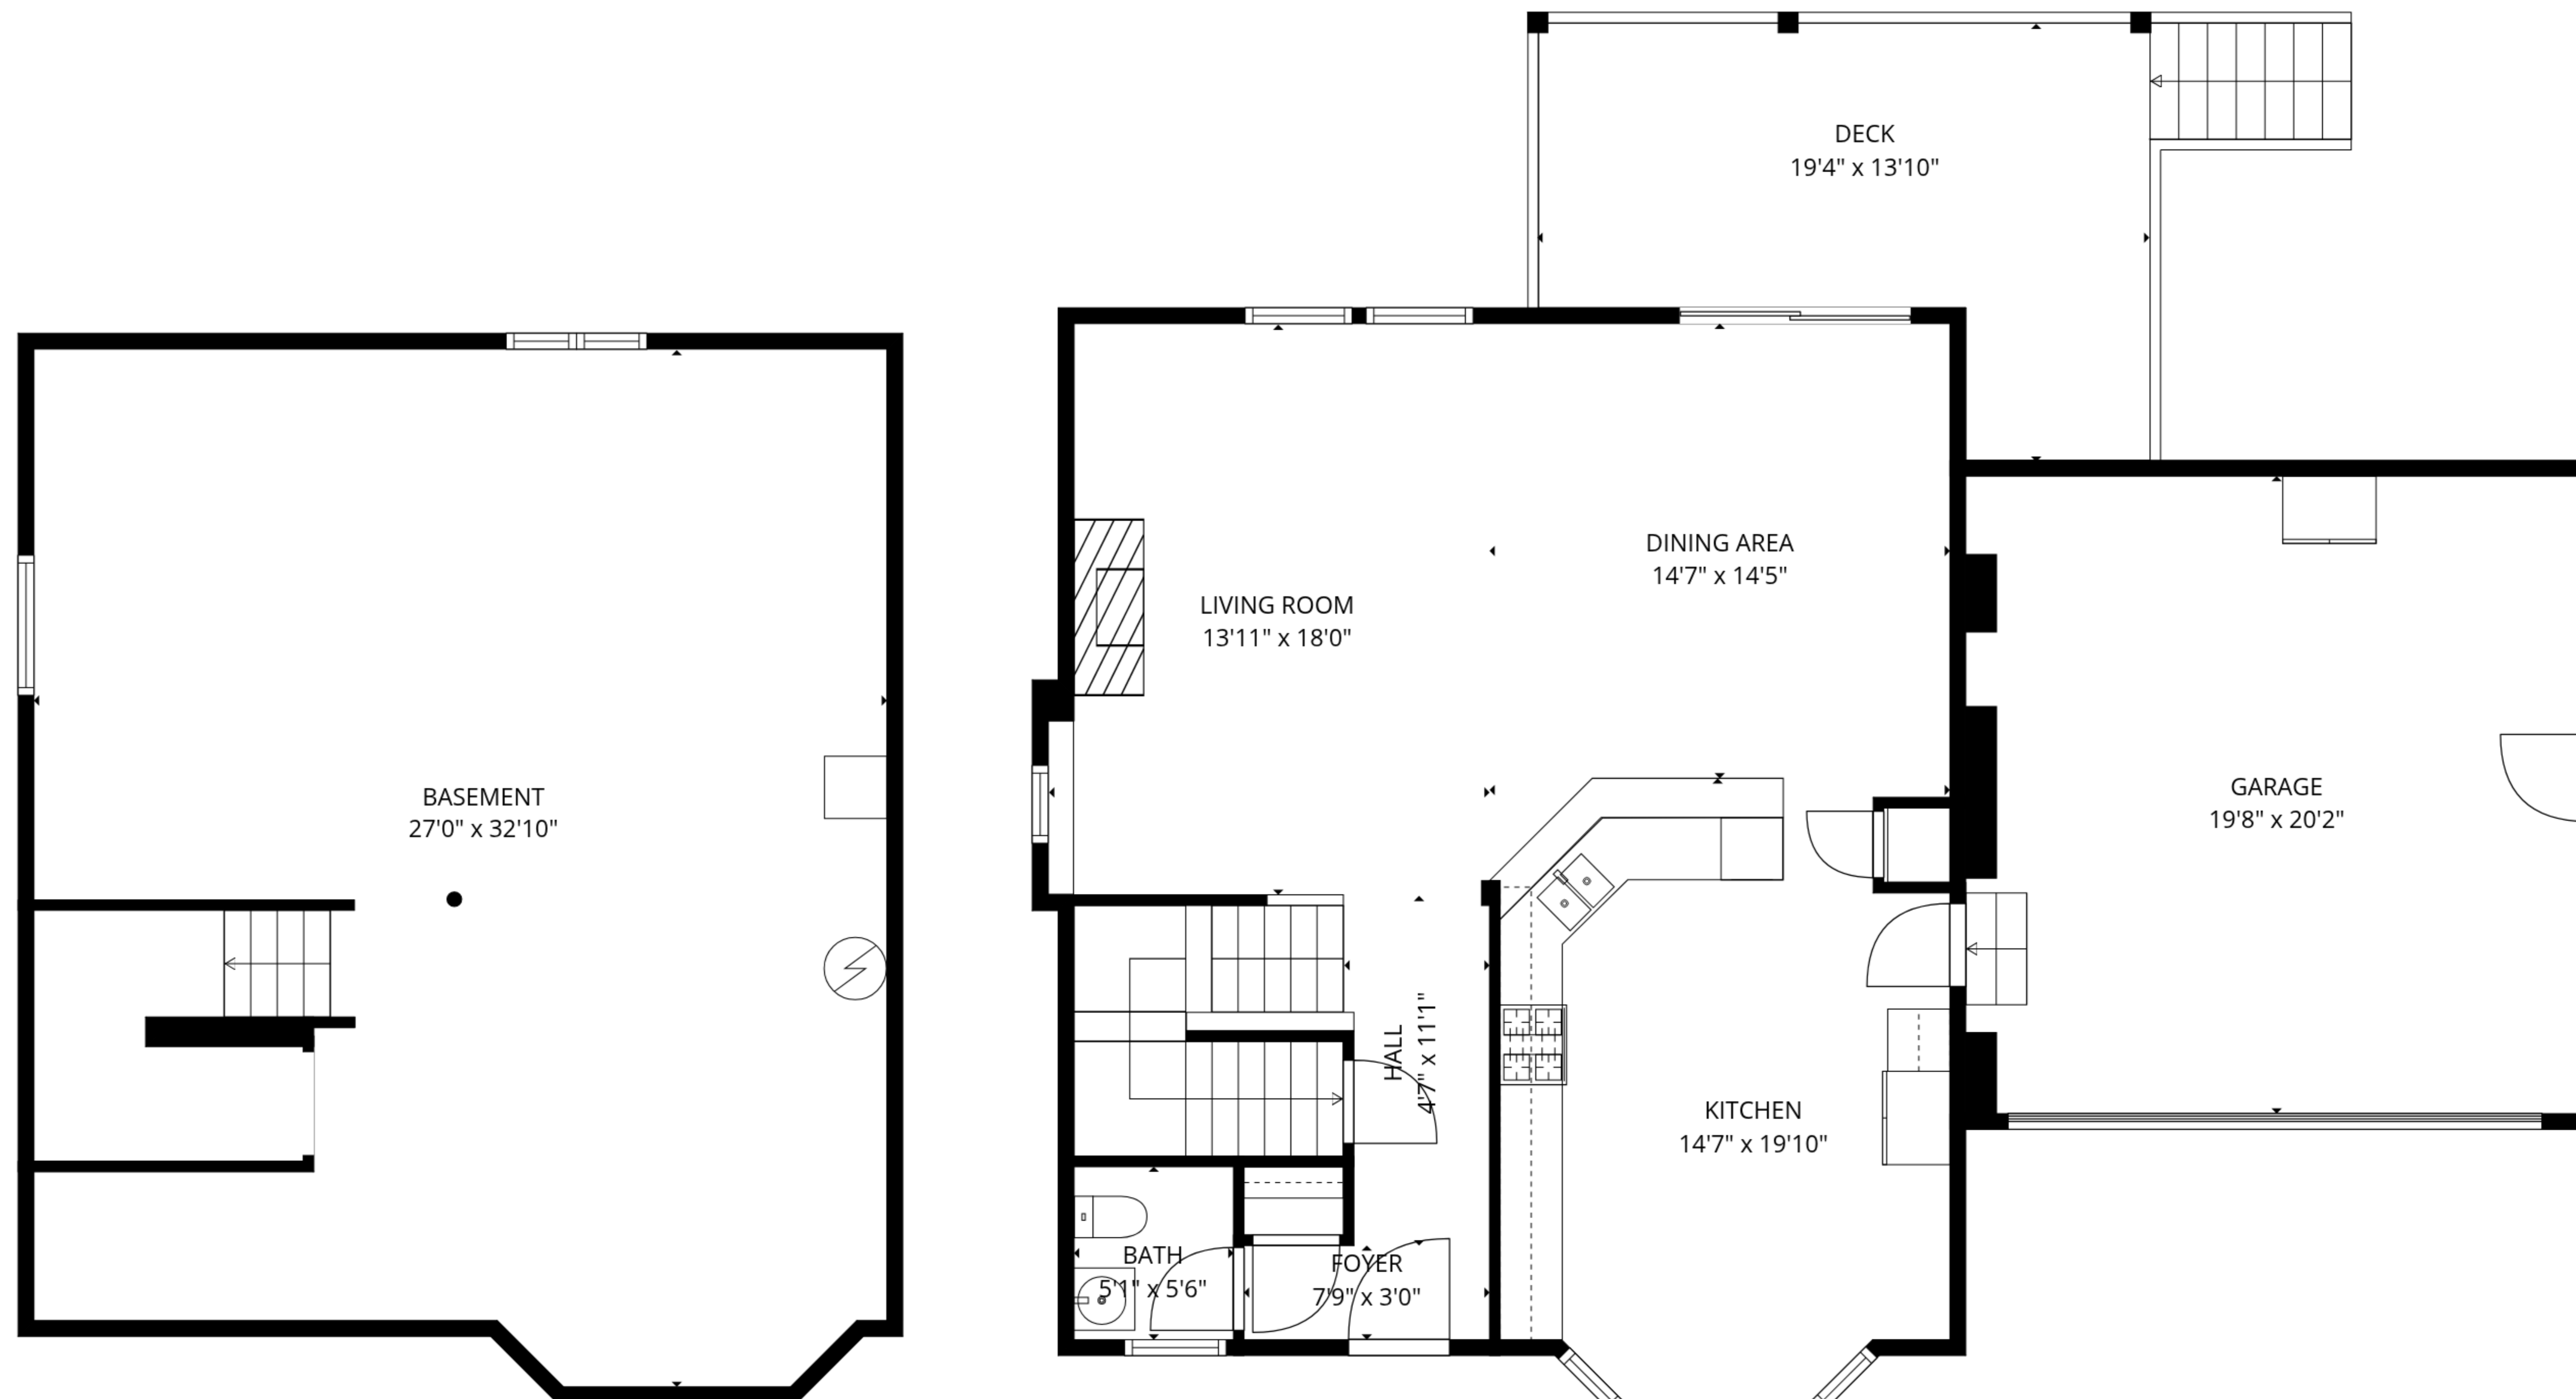 DECK
19'4" x 13'10"
DINING AREA
14'7" x 14'5"
LIVING ROOM
13'11" x 18'0"
BASEMENT
27'0" x 32'10"
GARAGE
19'8" x 20'2"
HALL
4'7" x 11'1"
KITCHEN
14'7" x 19'10"
BATH
5'1" x 5'6"
FOYER
7'9" x 3'0"